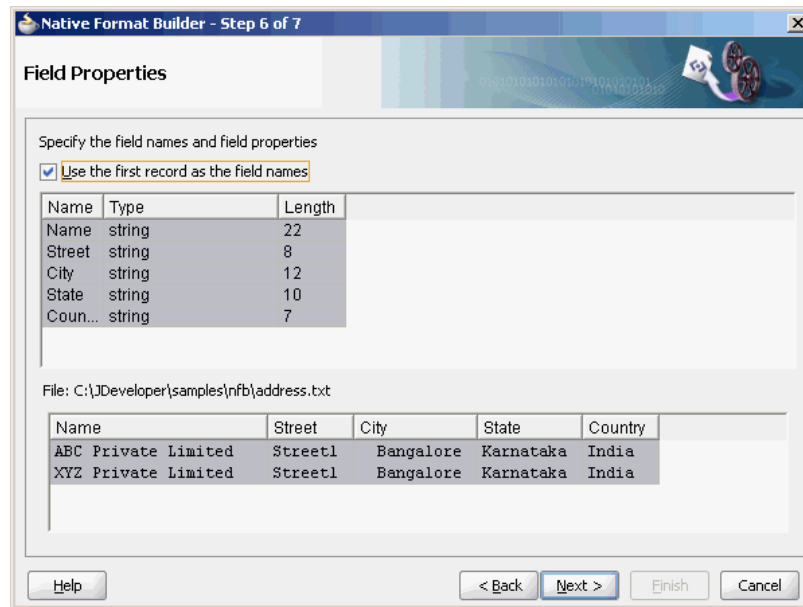 Native Format Builder - Step 6 of 7
Field Properties
Specify the field names and field properties
Use the first record as the field names
Name Type Length
Name string 22
Street string 8
City string 12
State string 10
Coun... string 7
File: C:\JDeveloper\samples\nfb\address.txt
Name Street City State Country
ABC Private Limited Street1 Bangalore Karnataka India
XYZ Private Limited Street1 Bangalore Karnataka India
Help < Back Next > Finish Cancel